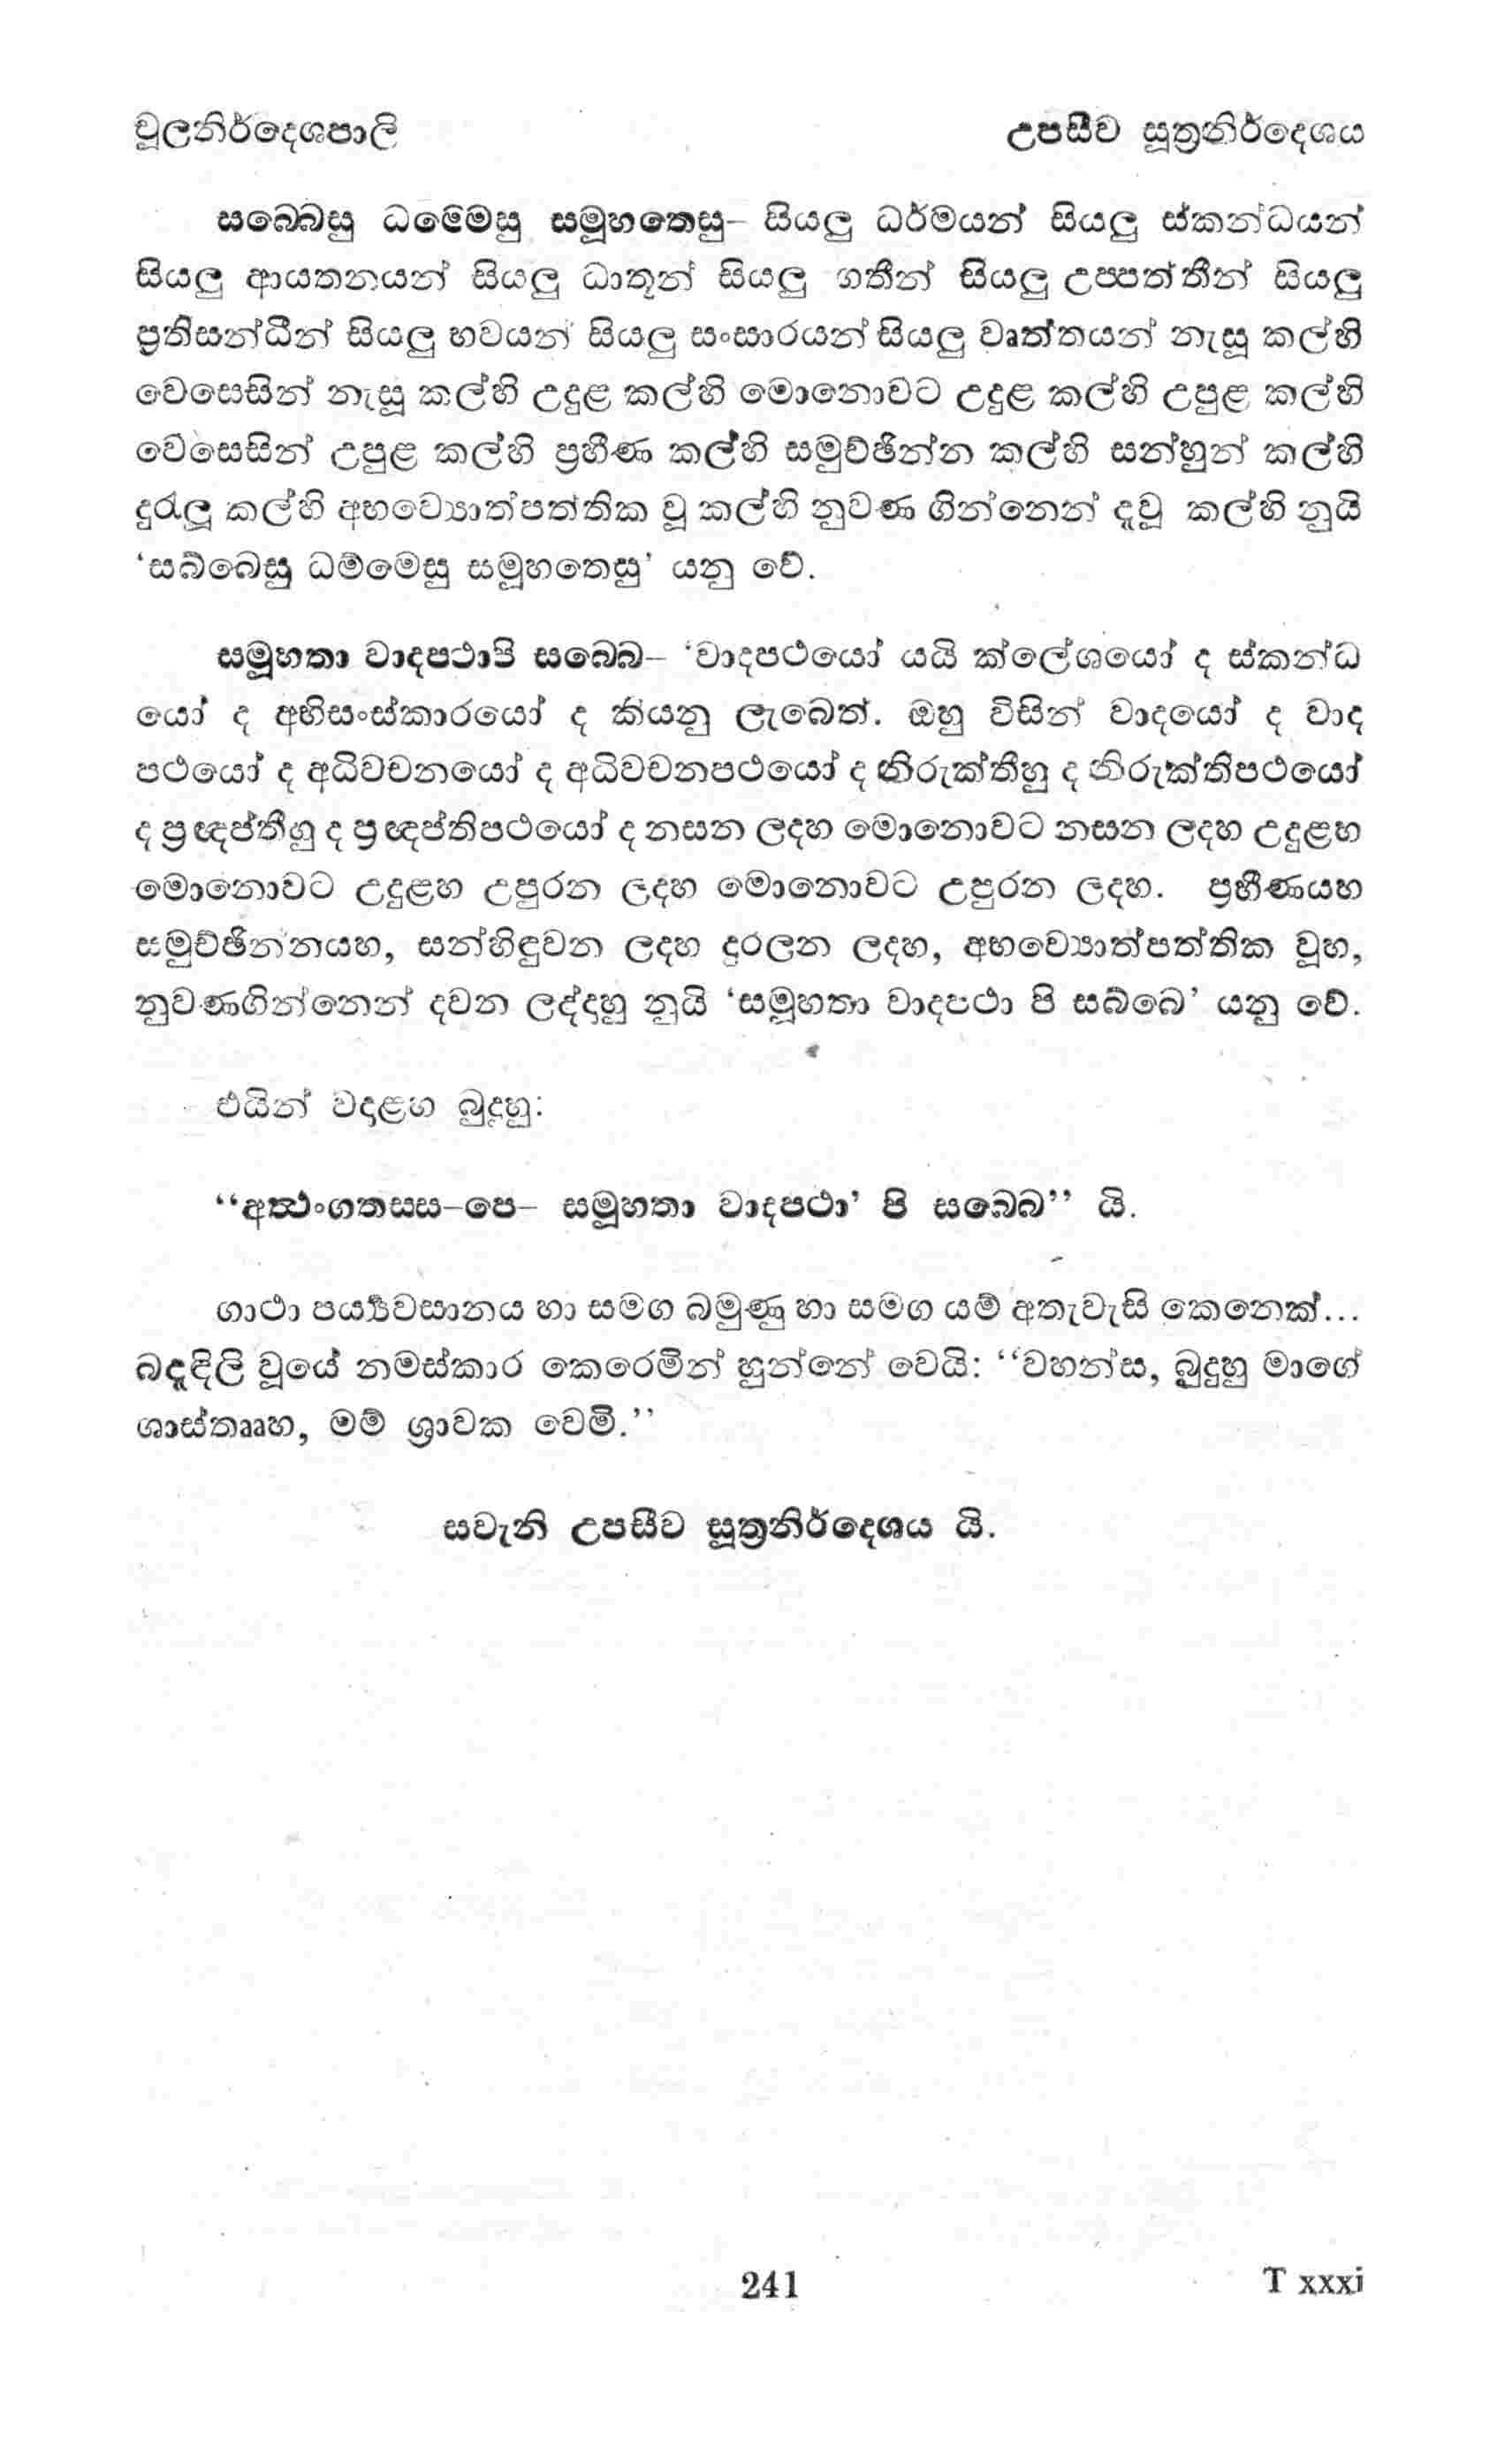 චූලනිර්දෙශපාලි	උපසීව සූත්‍රනිර්දෙශය
සබ්බෙසු ධම්මෙසු සමූහතෙසු– සියලු ධර්මයන් සියලු ස්කන්ධයන්
සියලු ආයතනයන් සියලු ධාතූන් සියලු ගතීන් සියලු උප්පත්තීන් සියලු
ප්‍රතිසන්ධීන් සියලු භවයන් සියලු සංසාරයන් සියලු වෘත්තයන් නැසූ කල්හි
වෙසෙසින් නැසූ කල්හි උදුළ කල්හි මොනොවට උදුළ කල්හි උපුළ කල්හි
වෙසෙසින් උපුළ කල්හි ප්‍රහීණ කල්හි සමුච්ඡින්න කල්හි සන්හුන් කල්හි
දුරැලූ කල්හි අභව්‍යොත්පත්තික වූ කල්හි නුවණ ගින්නෙන් දැවූ කල්හි නුයි
‘සබ්බෙසු ධම්මෙසු සමූහතෙසු’ යනු වේ.
සමූහතා වාදපථාපි සබ්බෙ– ‘වාදපථයෝ යයි ක්ලේශයෝ ද ස්කන්ධ
යෝ ද අභිසංස්කාරයෝ ද කියනු ලැබෙත්. ඔහු විසින් වාදයෝ ද වාද
පථයෝ ද අධිවචනයෝ ද අධිවචනපථයෝ ද නිරුක්තීහු ද නිරුක්තිපථයෝ
ද ප්‍රඥප්තීහු ද ප්‍රඥප්තිපථයෝ ද නසන ලදහ මොනොවට නසන ලදහ උදුළහ
මොනොවට උදුළහ උපුරන ලදහ මොනොවට උපුරන ලදහ. ප්‍රහීණයහ
සමුච්ඡින්නයහ, සන්හිඳුවන ලදහ දුරලන ලදහ, අභව්‍යොත්පත්තික වූහ,
නුවණගින්නෙන් දවන ලද්දාහු නුයි ‘සමූහතා වාදපථා පි සබ්බෙ’ යනු වේ.
එයින් වදාළහ බුදුහු:
“අත්‍ථංගතස්ස–පෙ– සමූහතා වාදපථා’ පි සබ්බෙ” යි.
ගාථා පර්‍ය්‍යවසානය හා සමග බමුණු හා සමග යම් අතැවැසි කෙනෙක්...
බදැඳිලි වූයේ නමස්කාර කෙරෙමින් හුන්නේ වෙයි: “වහන්ස, බුදුහු මාගේ
ශාස්තෲහ, මම් ශ්‍රාවක වෙමි.”
සවැනි උපසීව සූත්‍රනිර්දෙශය යි.
241	T xxxi